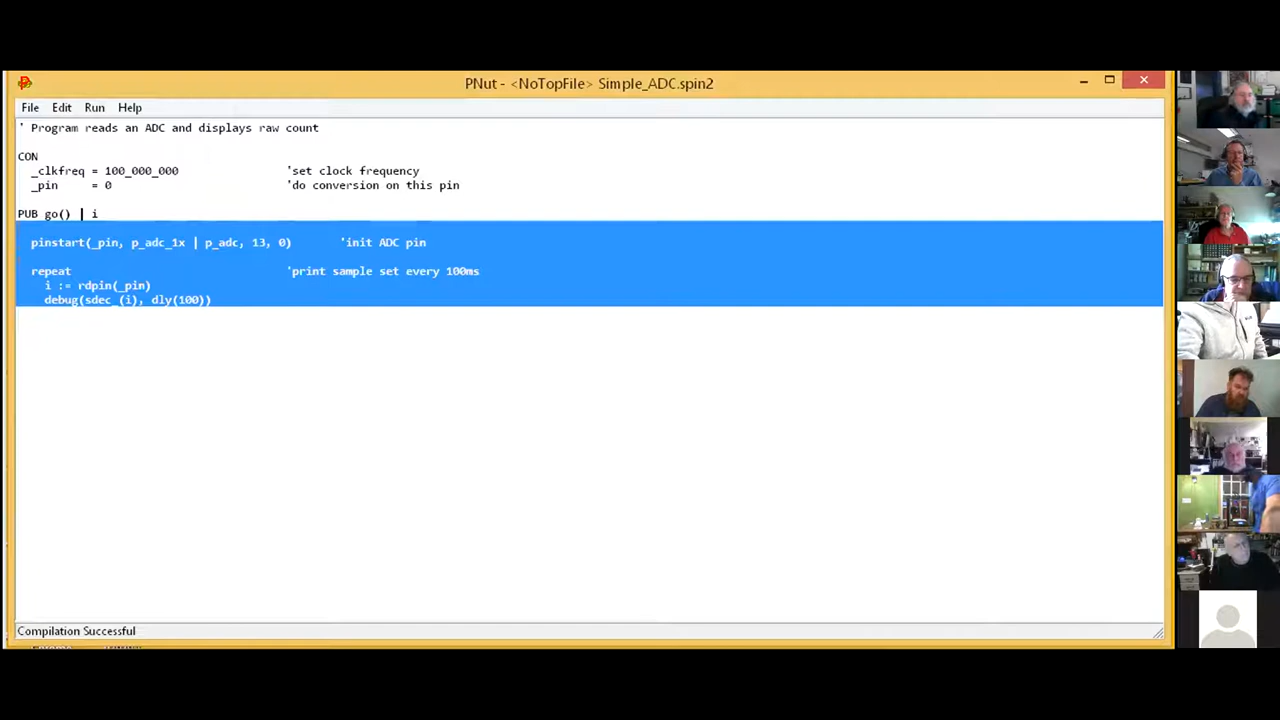 PNut - <NoTopFile> Simple_ADC.spin2
File Edit Run Help
' Program reads an ADC and displays raw count
CON
_clkfreq = 100_000_000 'set clock frequency
_pin = 0 'do conversion on this pin
PUB go() | i
pinstart(_pin, p_adc_1x | p_adc, 13, 0) 'init ADC pin
repeat 'print sample set every 100ms
i := rdpin(_pin)
debug(sdec_(i), dly(100))
Compilation Successful